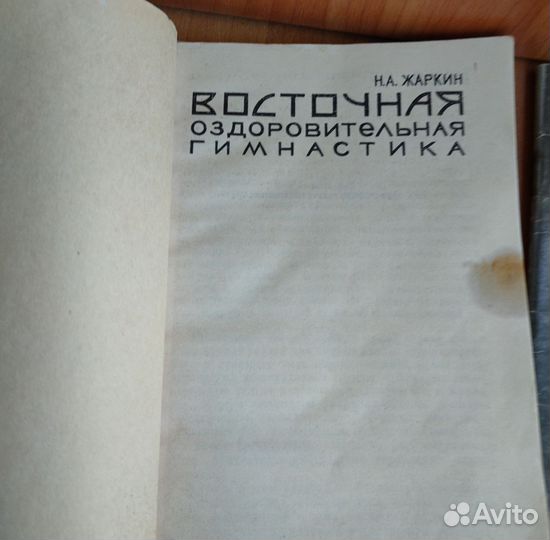 Н.А. ЖАРКИН
ВОСТОЧНАЯ
ОЗДОРОВИТЕЛЬНАЯ
ГИМНАСТИКА
Avito